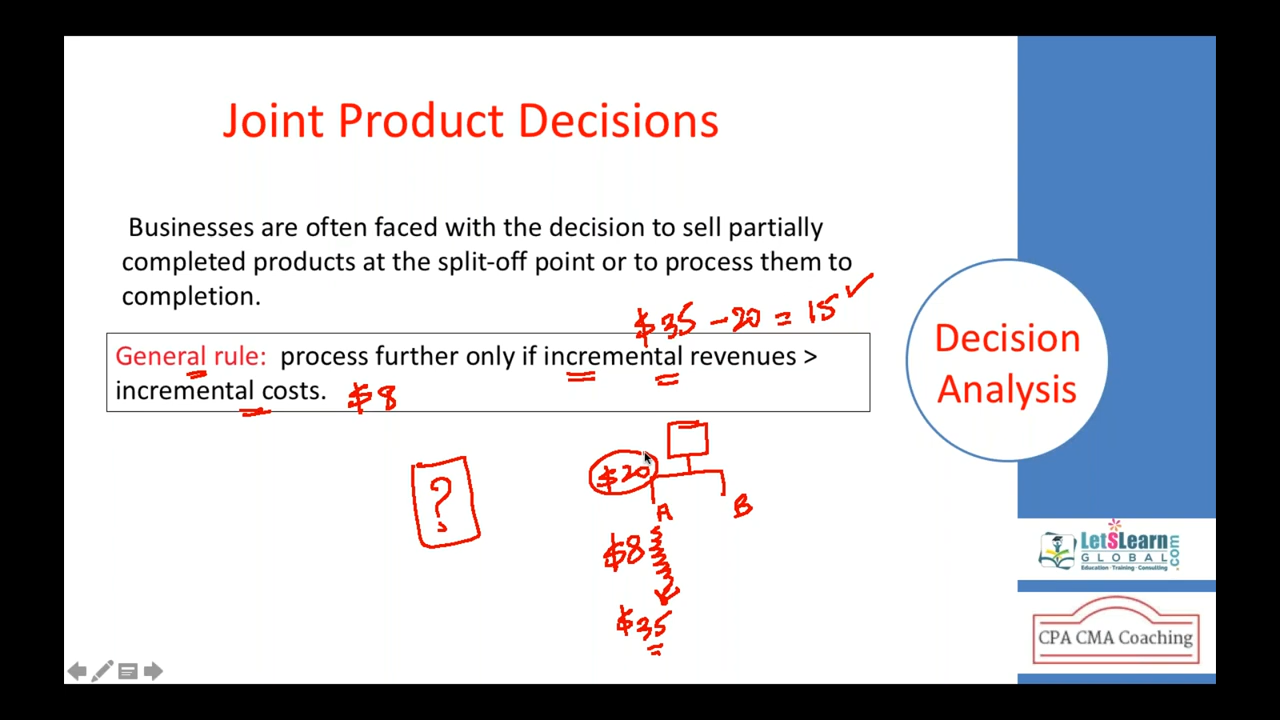 Joint Product Decisions
Businesses are often faced with the decision to sell partially
completed products at the split-off point or to process them to
completion.
$35 - 20 = 15 ✓
General rule: process further only if incremental revenues >
incremental costs. $8
Decision
Analysis
$20
?
A B
$8
$35
LetSLearn
GLOBAL
.com
Education · Training · Consulting
CPA CMA Coaching